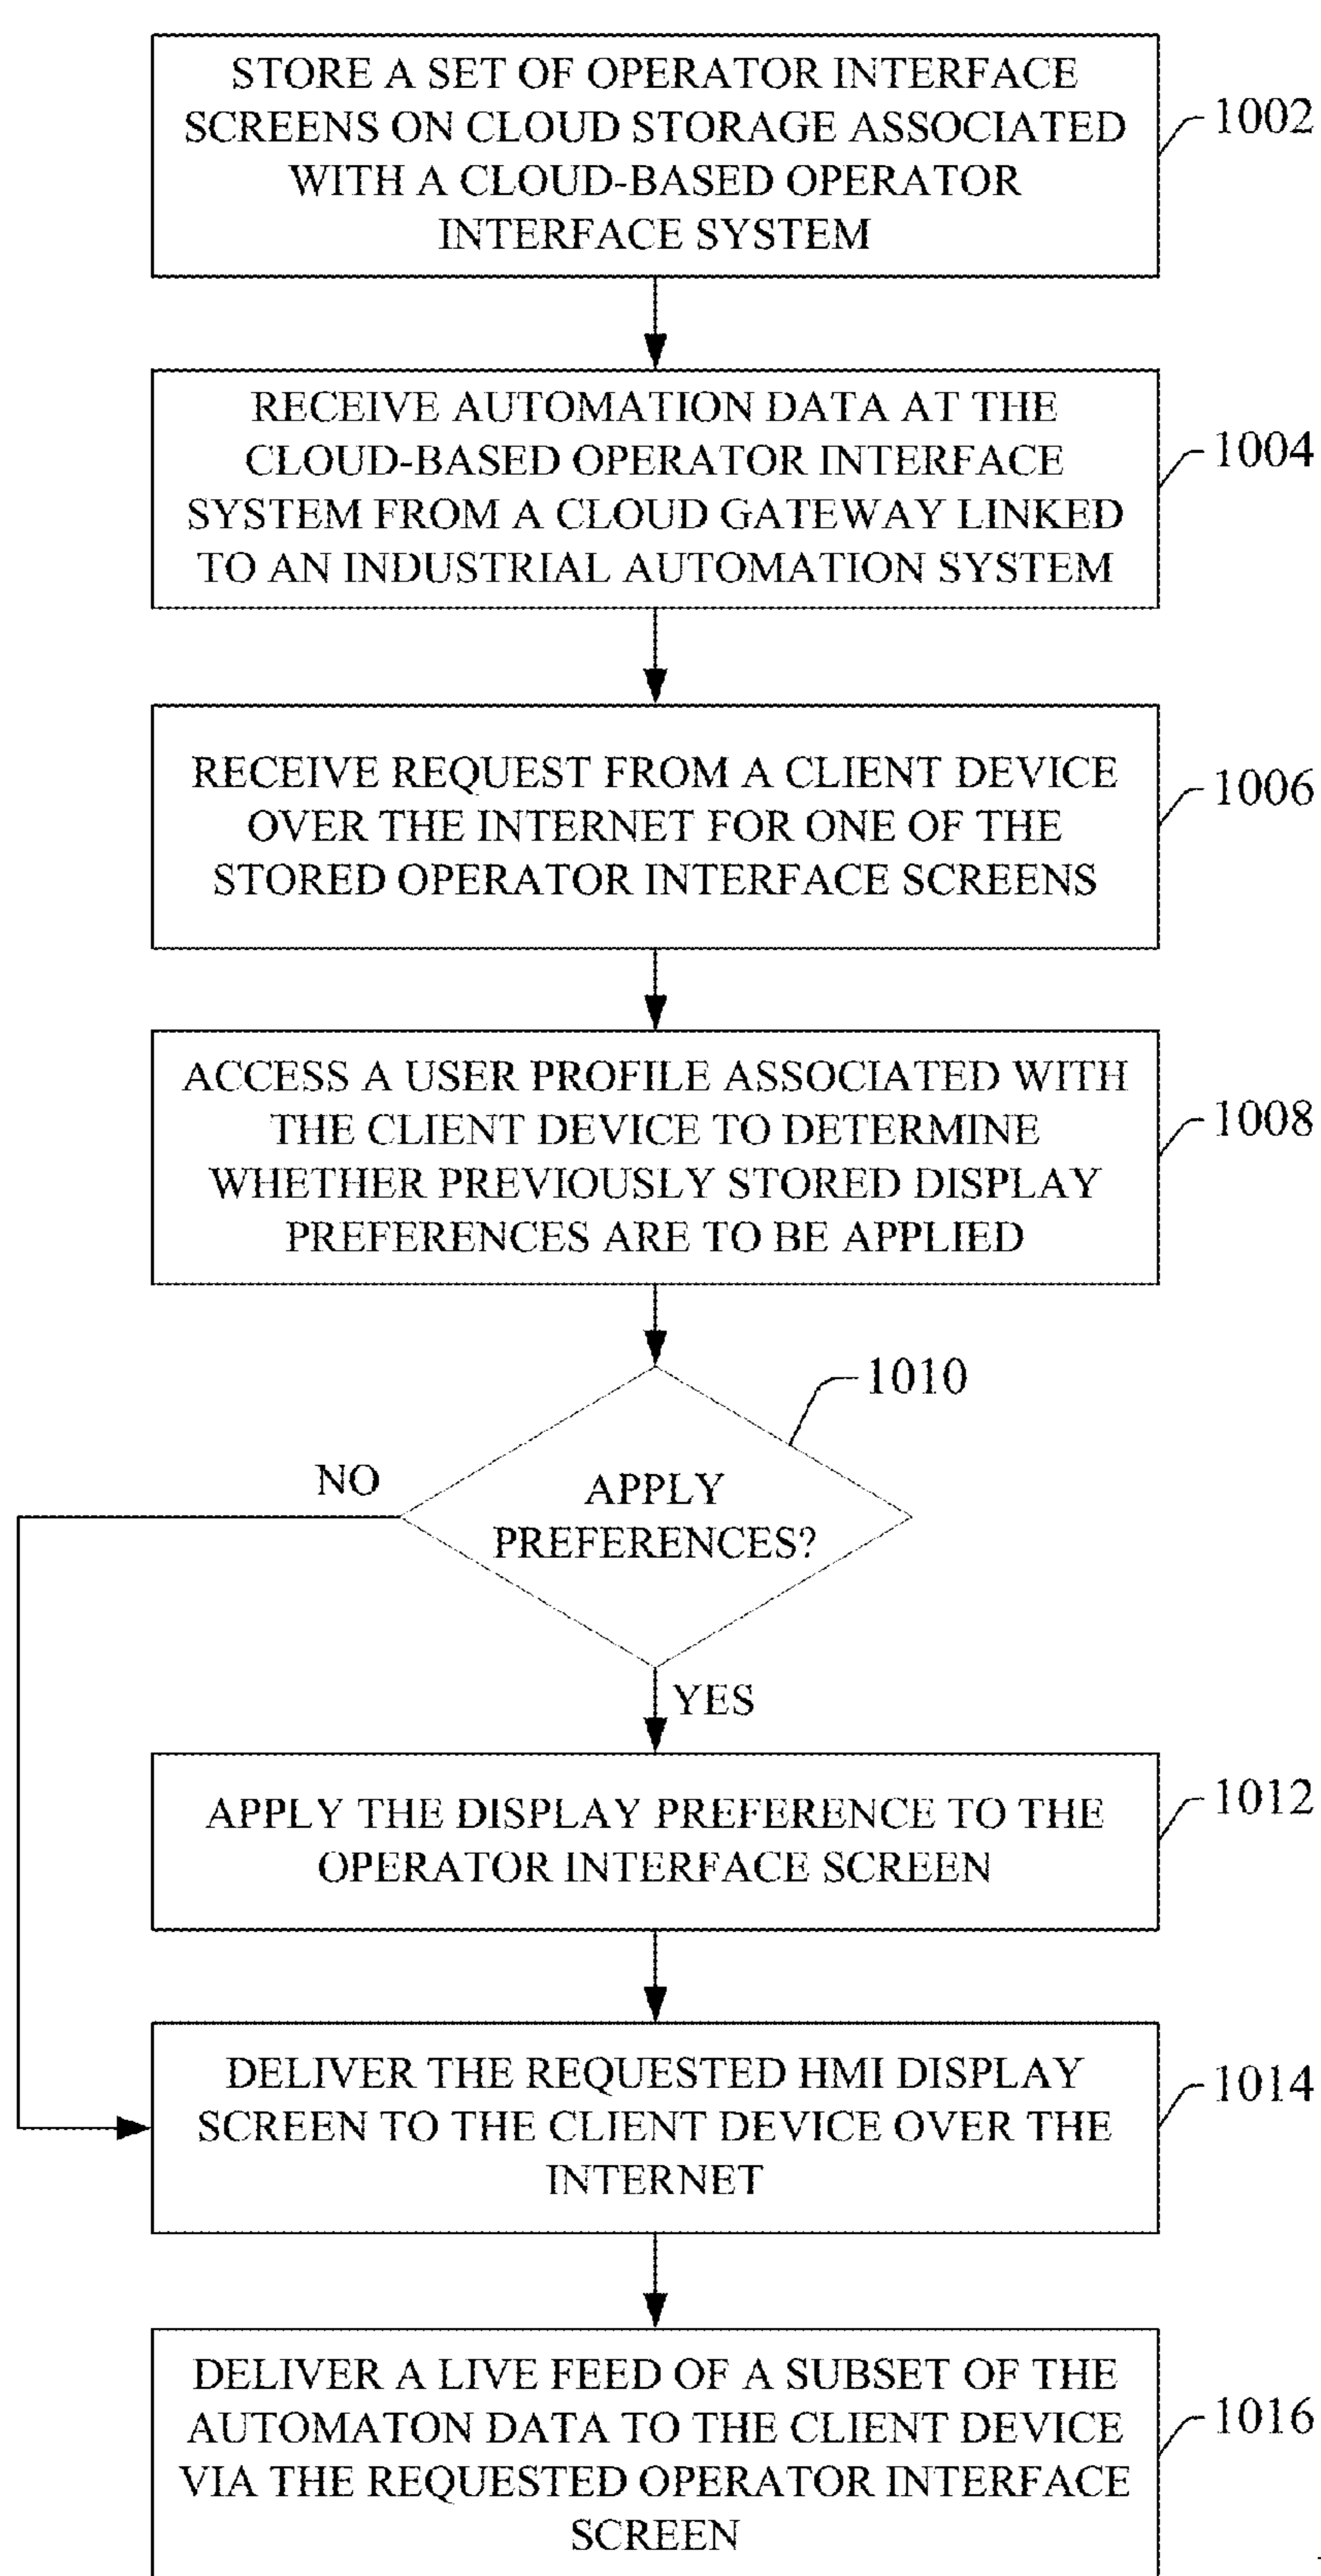 STORE A SET OF OPERATOR INTERFACE
SCREENS ON CLOUD STORAGE ASSOCIATED
WITH A CLOUD-BASED OPERATOR
INTERFACE SYSTEM
1002
RECEIVE AUTOMATION DATA AT THE
CLOUD-BASED OPERATOR INTERFACE
SYSTEM FROM A CLOUD GATEWAY LINKED
TO AN INDUSTRIAL AUTOMATION SYSTEM
1004
RECEIVE REQUEST FROM A CLIENT DEVICE
OVER THE INTERNET FOR ONE OF THE
STORED OPERATOR INTERFACE SCREENS
1006
ACCESS A USER PROFILE ASSOCIATED WITH
THE CLIENT DEVICE TO DETERMINE
WHETHER PREVIOUSLY STORED DISPLAY
PREFERENCES ARE TO BE APPLIED
1008
1010
NO
APPLY
PREFERENCES?
YES
APPLY THE DISPLAY PREFERENCE TO THE
OPERATOR INTERFACE SCREEN
1012
DELIVER THE REQUESTED HMI DISPLAY
SCREEN TO THE CLIENT DEVICE OVER THE
INTERNET
1014
DELIVER A LIVE FEED OF A SUBSET OF THE
AUTOMATON DATA TO THE CLIENT DEVICE
VIA THE REQUESTED OPERATOR INTERFACE
SCREEN
1016